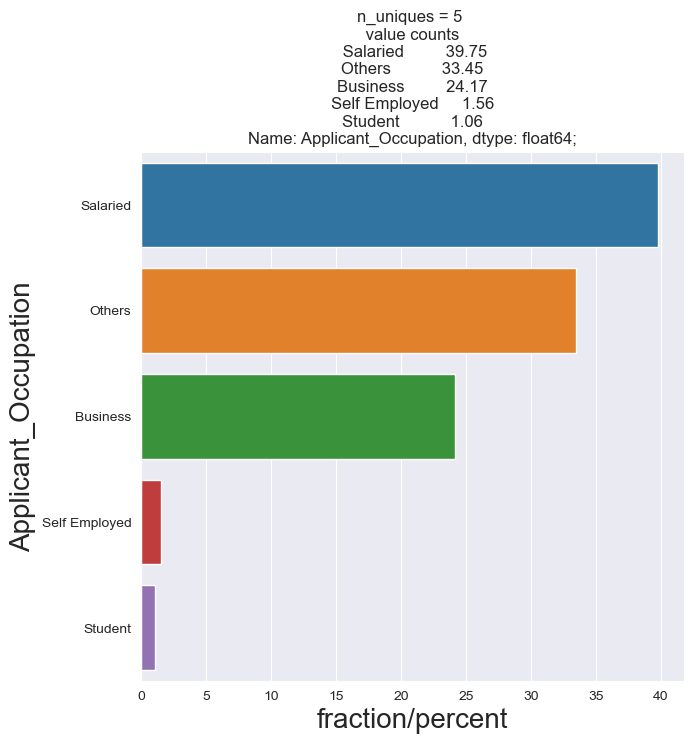 n_uniques = 5
value counts
Salaried 39.75
Others 33.45
Business 24.17
Self Employed 1.56
Student 1.06
Name: Applicant_Occupation, dtype: float64;
Applicant_Occupation
Salaried
Others
Business
Self Employed
Student
0 5 10 15 20 25 30 35 40
fraction/percent